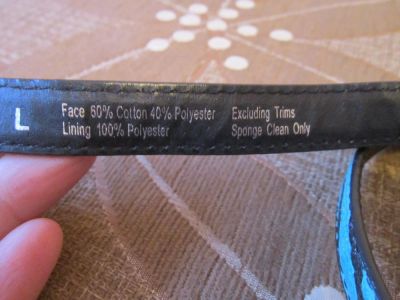 L
Face 60% Cotton 40% Polyester Excluding Trims
Lining 100% Polyester Sponge Clean Only